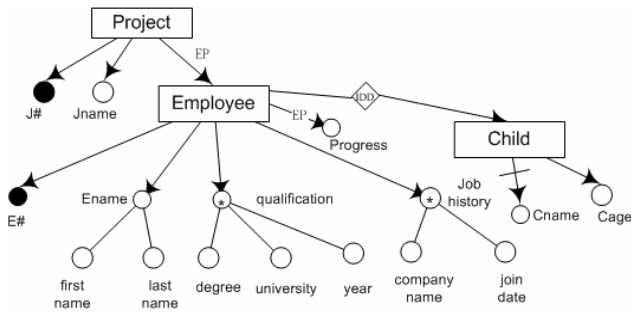 Project
EP
J#
Jname
Employee
IDD
EP
Progress
Child
E#
Ename
*
qualification
*
Job
history
Cname
Cage
first
name
last
name
degree
university
year
company
name
join
date